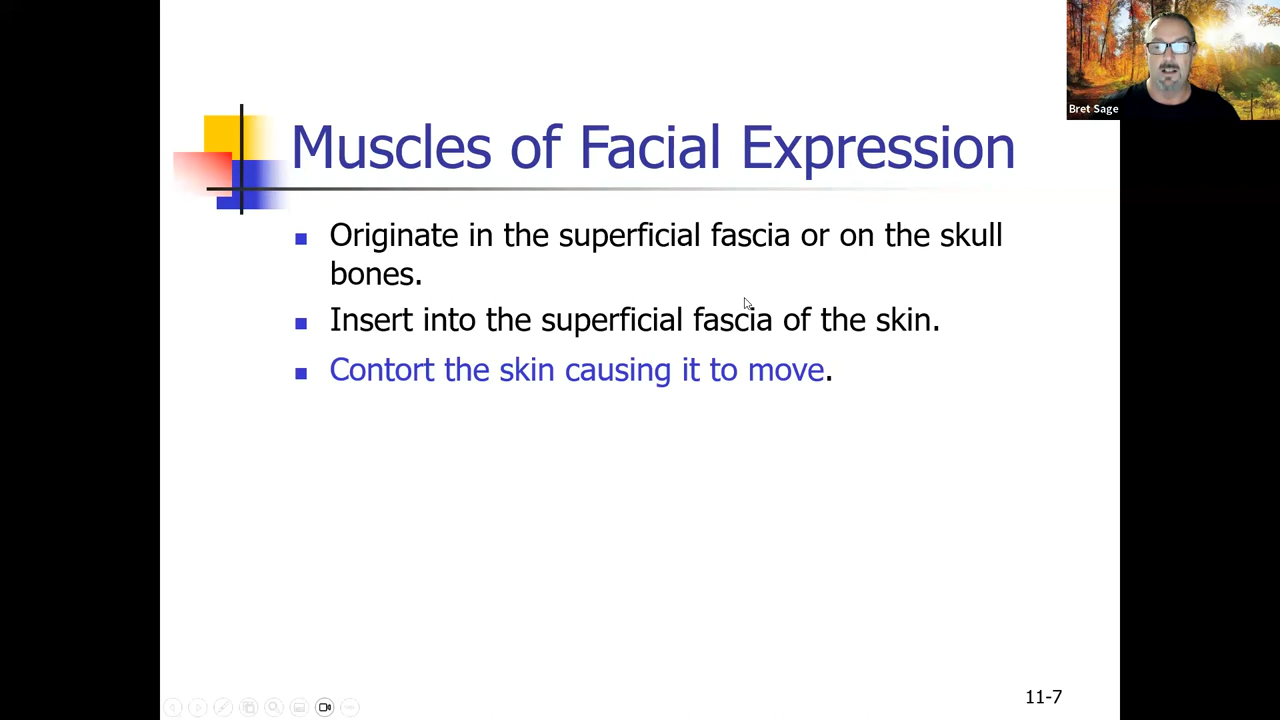 Bret Sage
Muscles of Facial Expression
Originate in the superficial fascia or on the skull
bones.
Insert into the superficial fascia of the skin.
Contort the skin causing it to move.
11-7